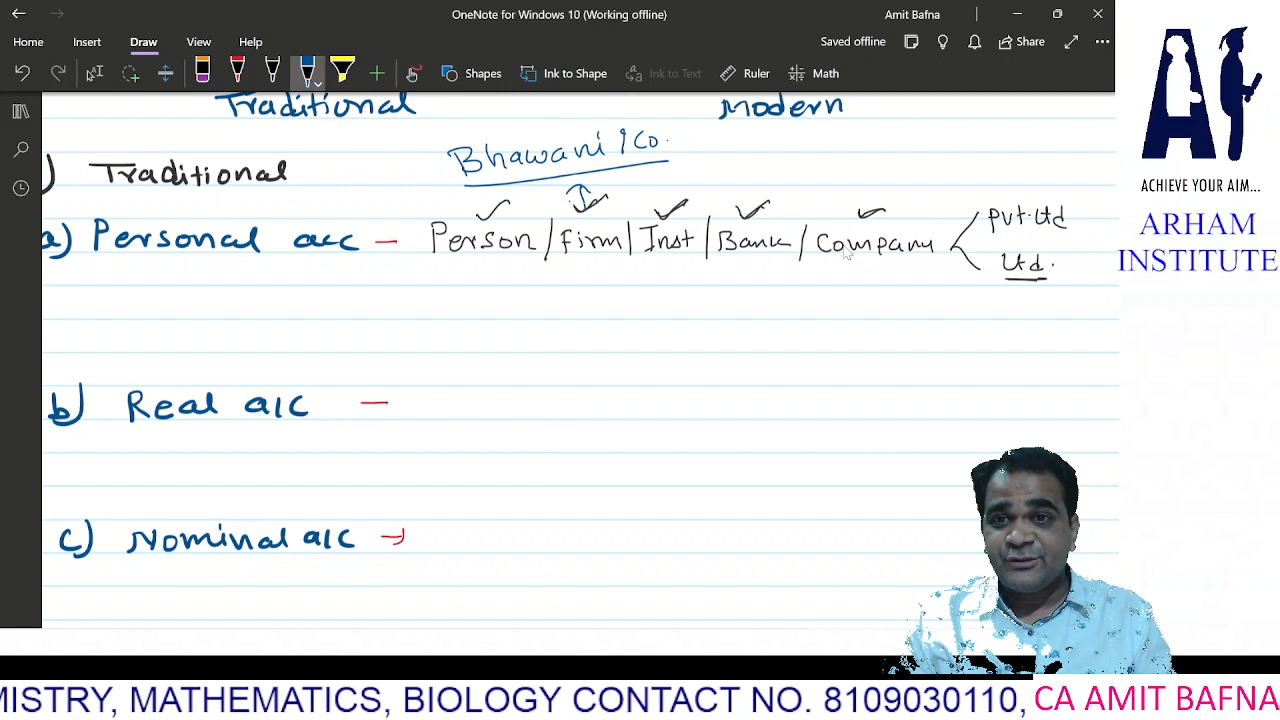 OneNote for Windows 10 (Working offline)
Amit Bafna
Home Insert Draw View Help
Saved offline
Share
Shapes
Ink to Shape
Ink to Text
Ruler
Math
Traditional
Modern
) Traditional
Bhawani / Co.
a) Personal a/c - Person / Firm / Inst / Bank / Company
Pvt. Ltd
Ltd.
b) Real a/c -
c) Nominal a/c →
ACHIEVE YOUR AIM...
ARHAM
INSTITUTE
MISTRY, MATHEMATICS, BIOLOGY CONTACT NO. 8109030110, CA AMIT BAFNA